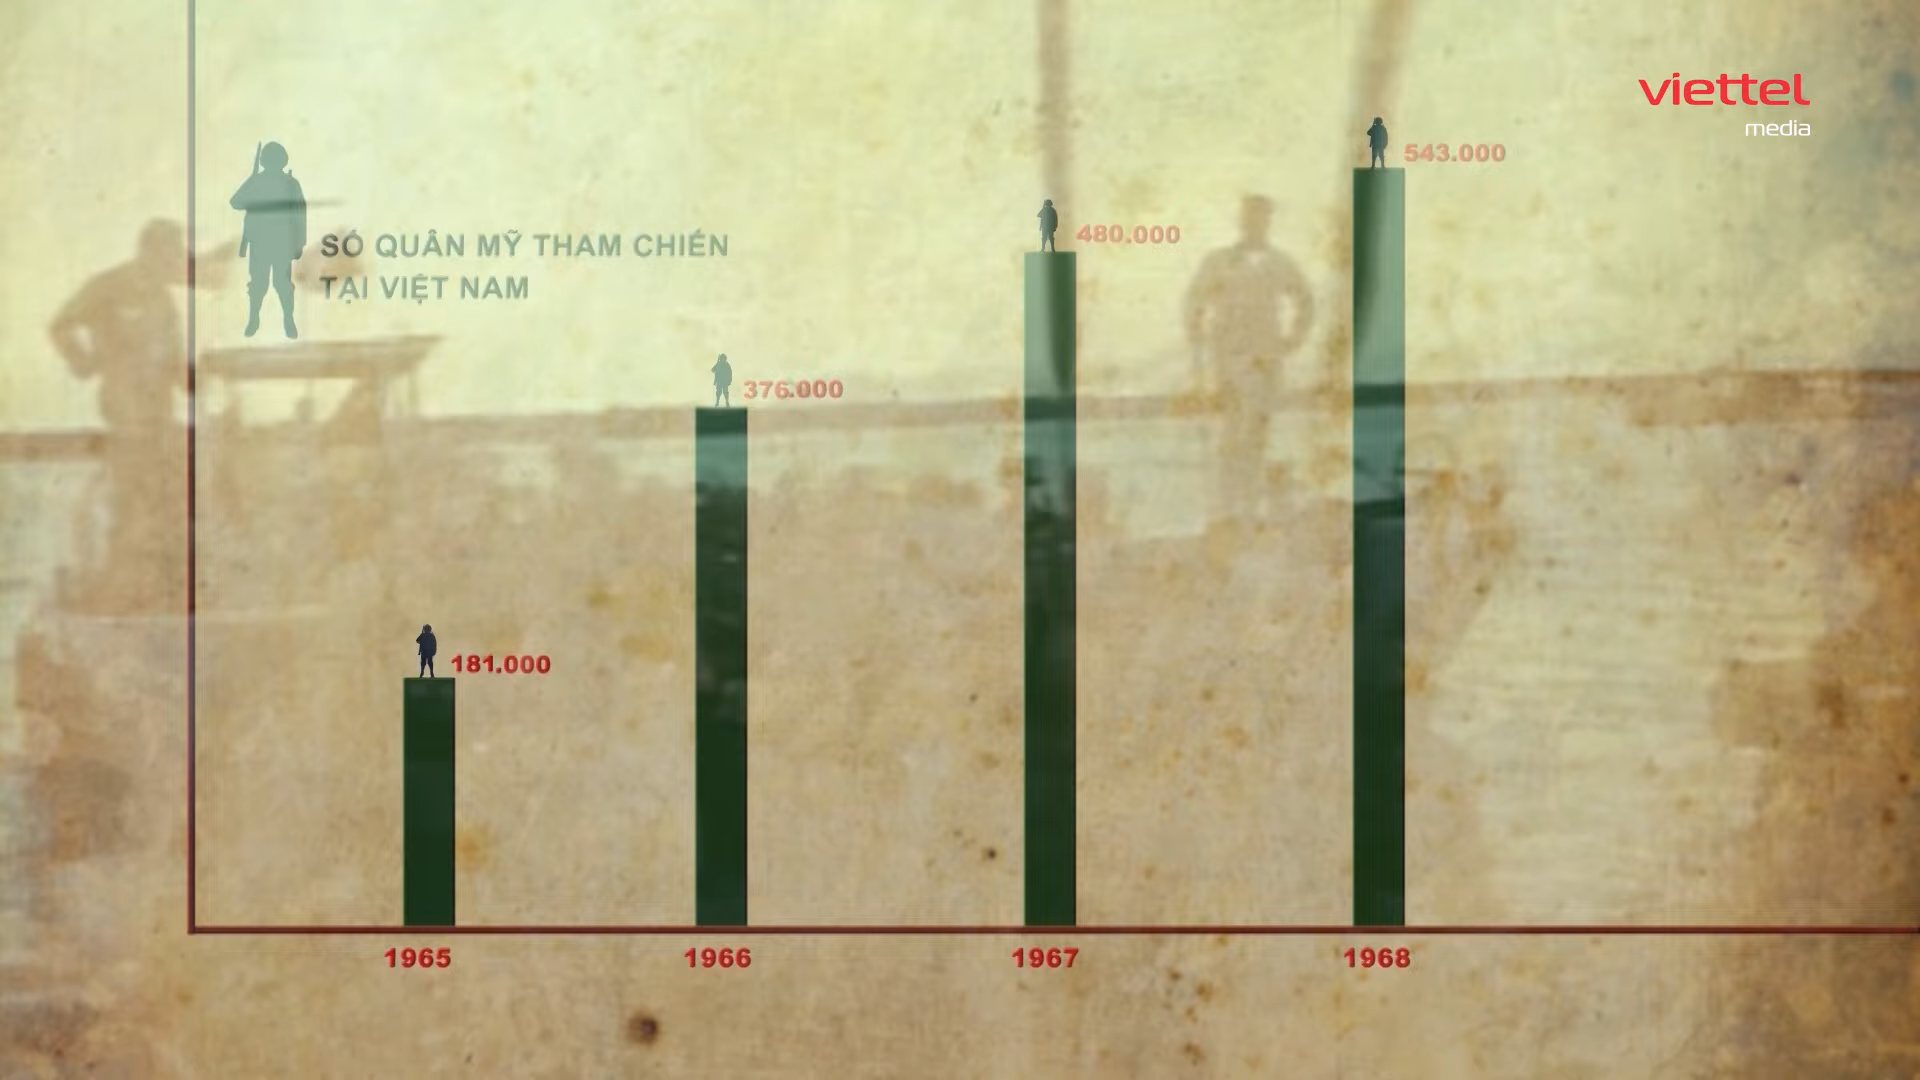 viettel
media
SỐ QUÂN MỸ THAM CHIẾN
TẠI VIỆT NAM
543.000
480.000
376.000
181.000
1965 1966 1967 1968